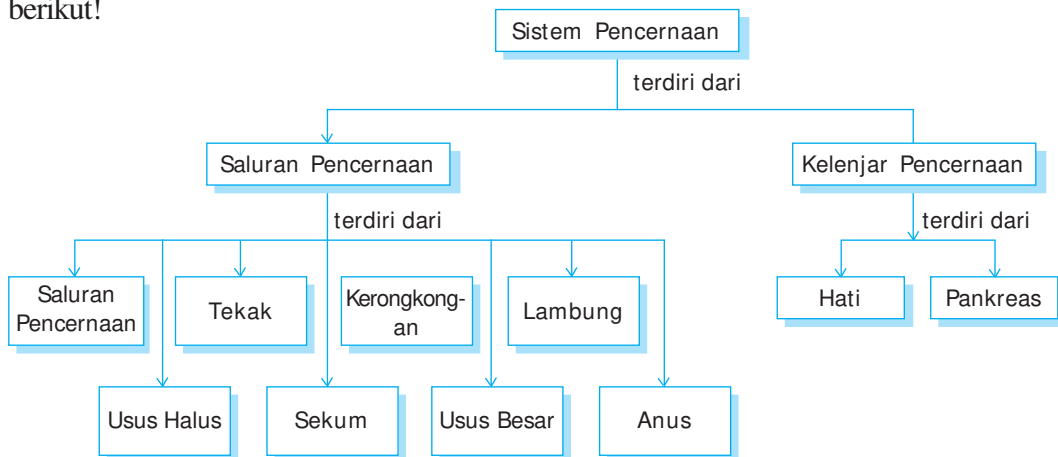 berikut!
Sistem Pencernaan
terdiri dari
Saluran Pencernaan
Kelenjar Pencernaan
terdiri dari
terdiri dari
Saluran
Pencernaan
Tekak
Kerongkong-
an
Lambung
Hati
Pankreas
Usus Halus
Sekum
Usus Besar
Anus